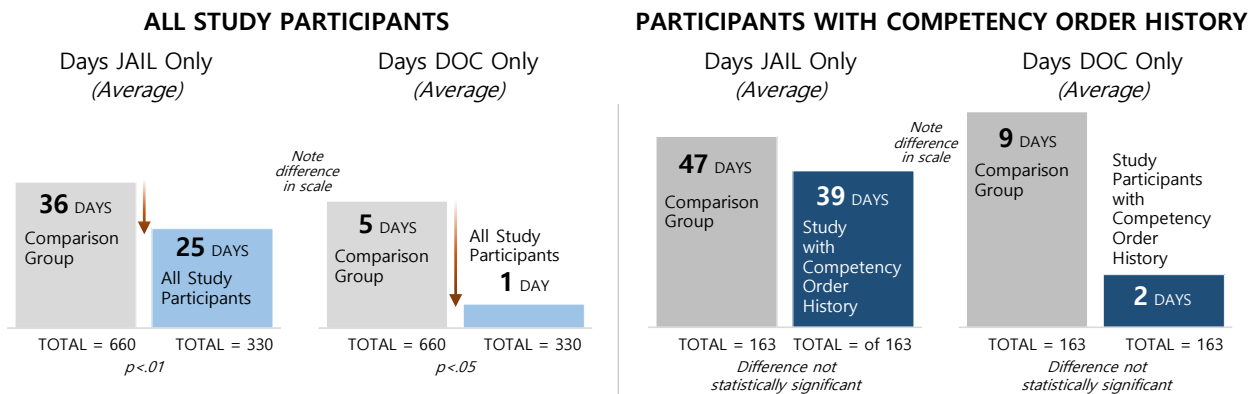 ALL STUDY PARTICIPANTS
Days JAIL Only
(Average)
36 DAYS
Comparison
Group
25 DAYS
All Study
Participants
TOTAL = 660
TOTAL = 330
p<.01
Note
difference
in scale
Days DOC Only
(Average)
5 DAYS
Comparison
Group
All Study
Participants
1 DAY
TOTAL = 660
TOTAL = 330
p<.05
PARTICIPANTS WITH COMPETENCY ORDER HISTORY
Days JAIL Only
(Average)
47 DAYS
Comparison
Group
39 DAYS
Study
with
Competency
Order
History
TOTAL = 163
TOTAL = of 163
Difference not
statistically significant
Note
difference
in scale
Days DOC Only
(Average)
9 DAYS
Comparison
Group
Study
Participants
with
Competency
Order
History
2 DAYS
TOTAL = 163
TOTAL = 163
Difference not
statistically significant